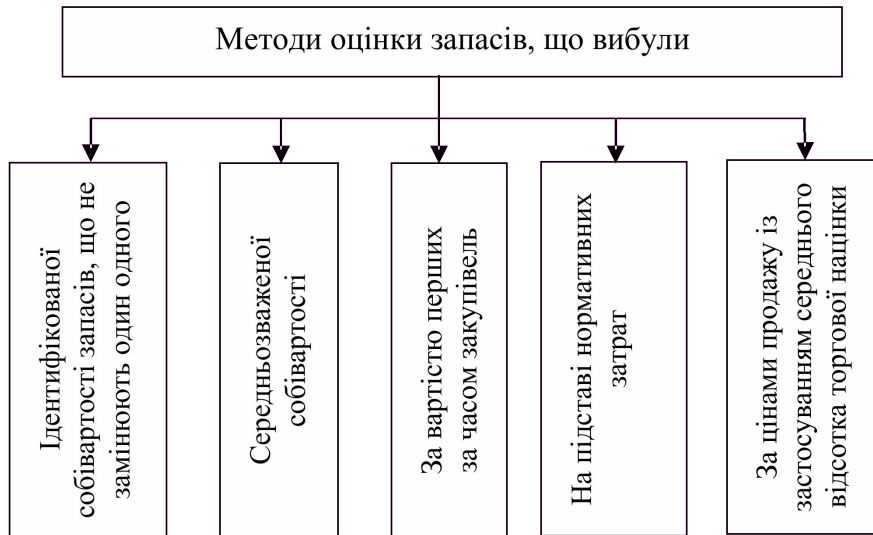 Методи оцінки запасів, що вибули
Ідентифікованої
собівартості запасів, що не
замінюють один одного
Середньозваженої
собівартості
За вартістю перших
за часом закупівель
На підставі нормативних
затрат
За цінами продажу із
застосуванням середнього
відсотка торгової націнки